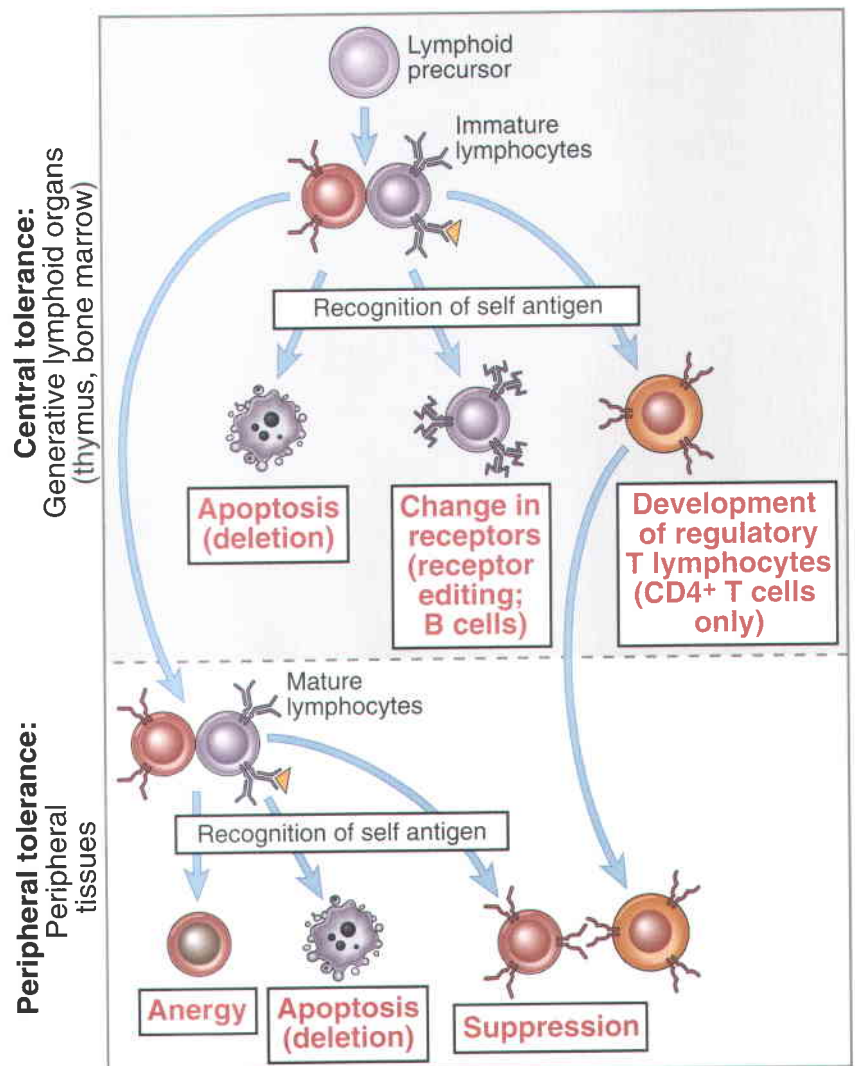 Lymphoid
precursor
Immature
lymphocytes
Recognition of self antigen
Apoptosis
(deletion)
Change in
receptors
(receptor
editing;
B cells)
Development
of regulatory
T lymphocytes
(CD4+ T cells
only)
Central tolerance:
Generative lymphoid organs
(thymus, bone marrow)
Mature
lymphocytes
Recognition of self antigen
Anergy
Apoptosis
(deletion)
Suppression
Peripheral tolerance:
Peripheral
tissues